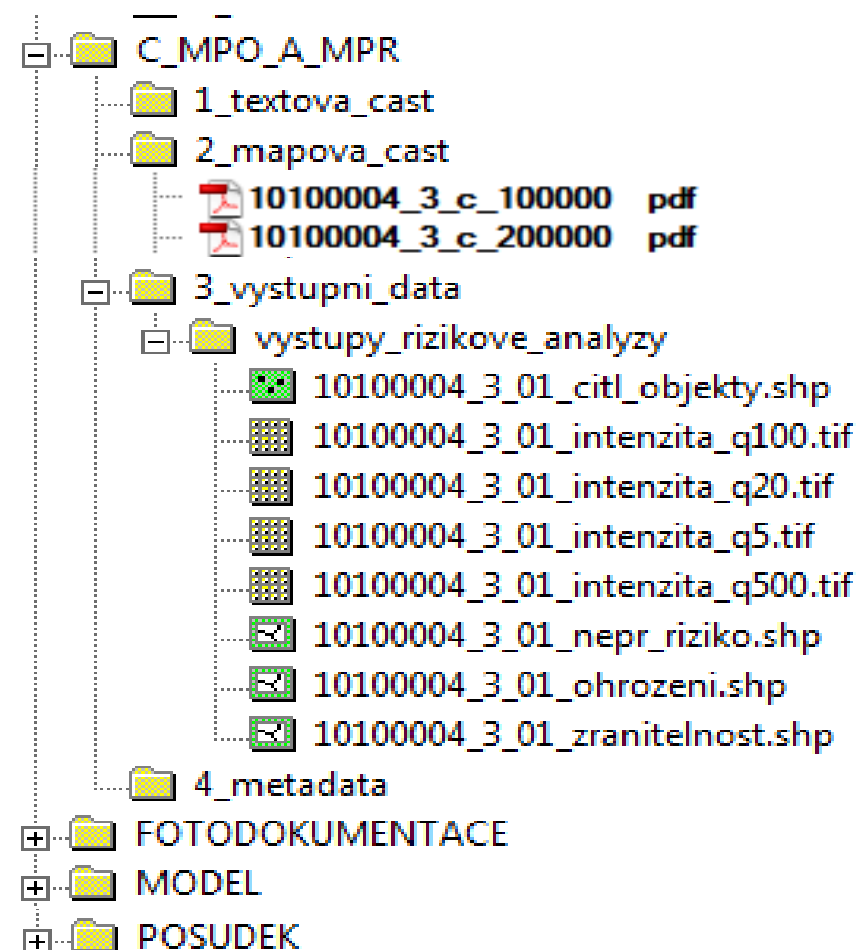 C_MPO_A_MPR
1_textova_cast
2_mapova_cast
10100004_3_c_100000 pdf
10100004_3_c_200000 pdf
3_vystupni_data
vystupy_rizikove_analyzy
10100004_3_01_citl_objekty.shp
10100004_3_01_intenzita_q100.tif
10100004_3_01_intenzita_q20.tif
10100004_3_01_intenzita_q5.tif
10100004_3_01_intenzita_q500.tif
10100004_3_01_nepr_riziko.shp
10100004_3_01_ohrozeni.shp
10100004_3_01_zranitelnost.shp
4_metadata
FOTODOKUMENTACE
MODEL
POSUDEK